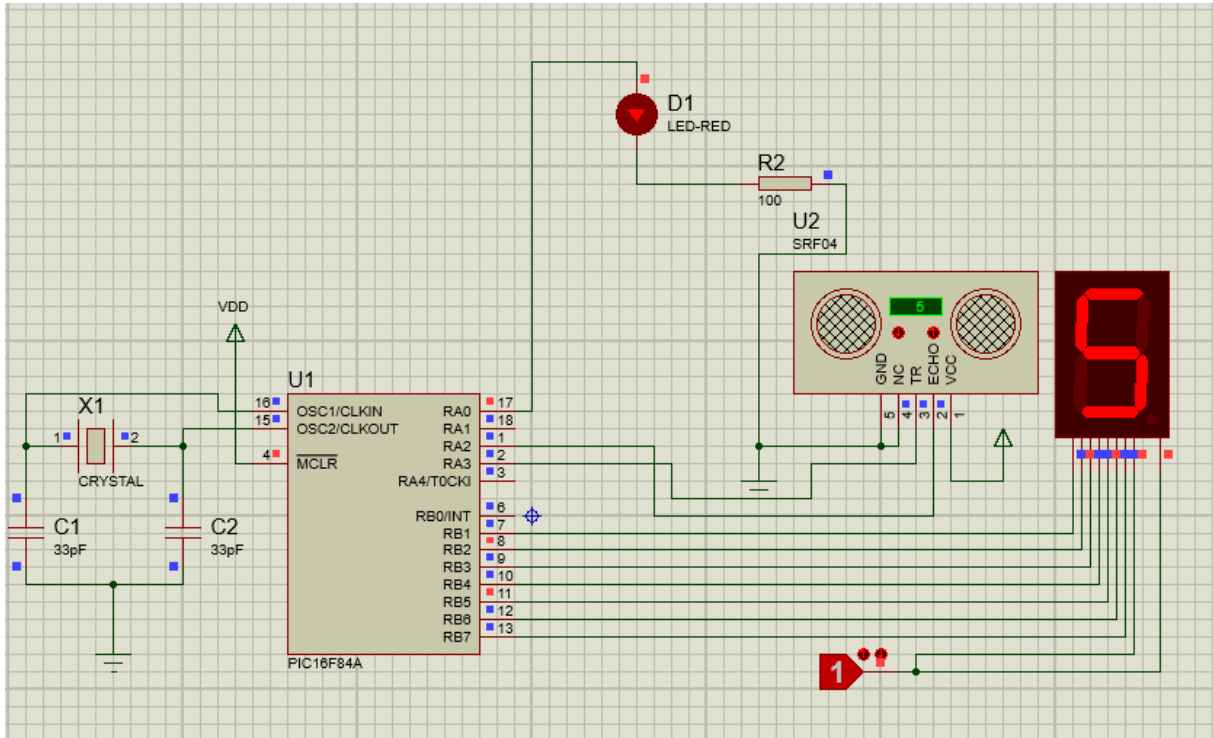 D1
LED-RED
R2
100
U2
SRF04
5
GND
NC
TR
ECHO
VCC
5
4
3
2
1
5
VDD
U1
16
OSC1/CLKIN
15
OSC2/CLKOUT
4
MCLR
RA0
17
RA1
18
RA2
1
RA3
2
RA4/T0CKI
3
RB0/INT
6
RB1
7
RB2
8
RB3
9
RB4
10
RB5
11
RB6
12
RB7
13
PIC16F84A
X1
1
2
CRYSTAL
C1
33pF
C2
33pF
1